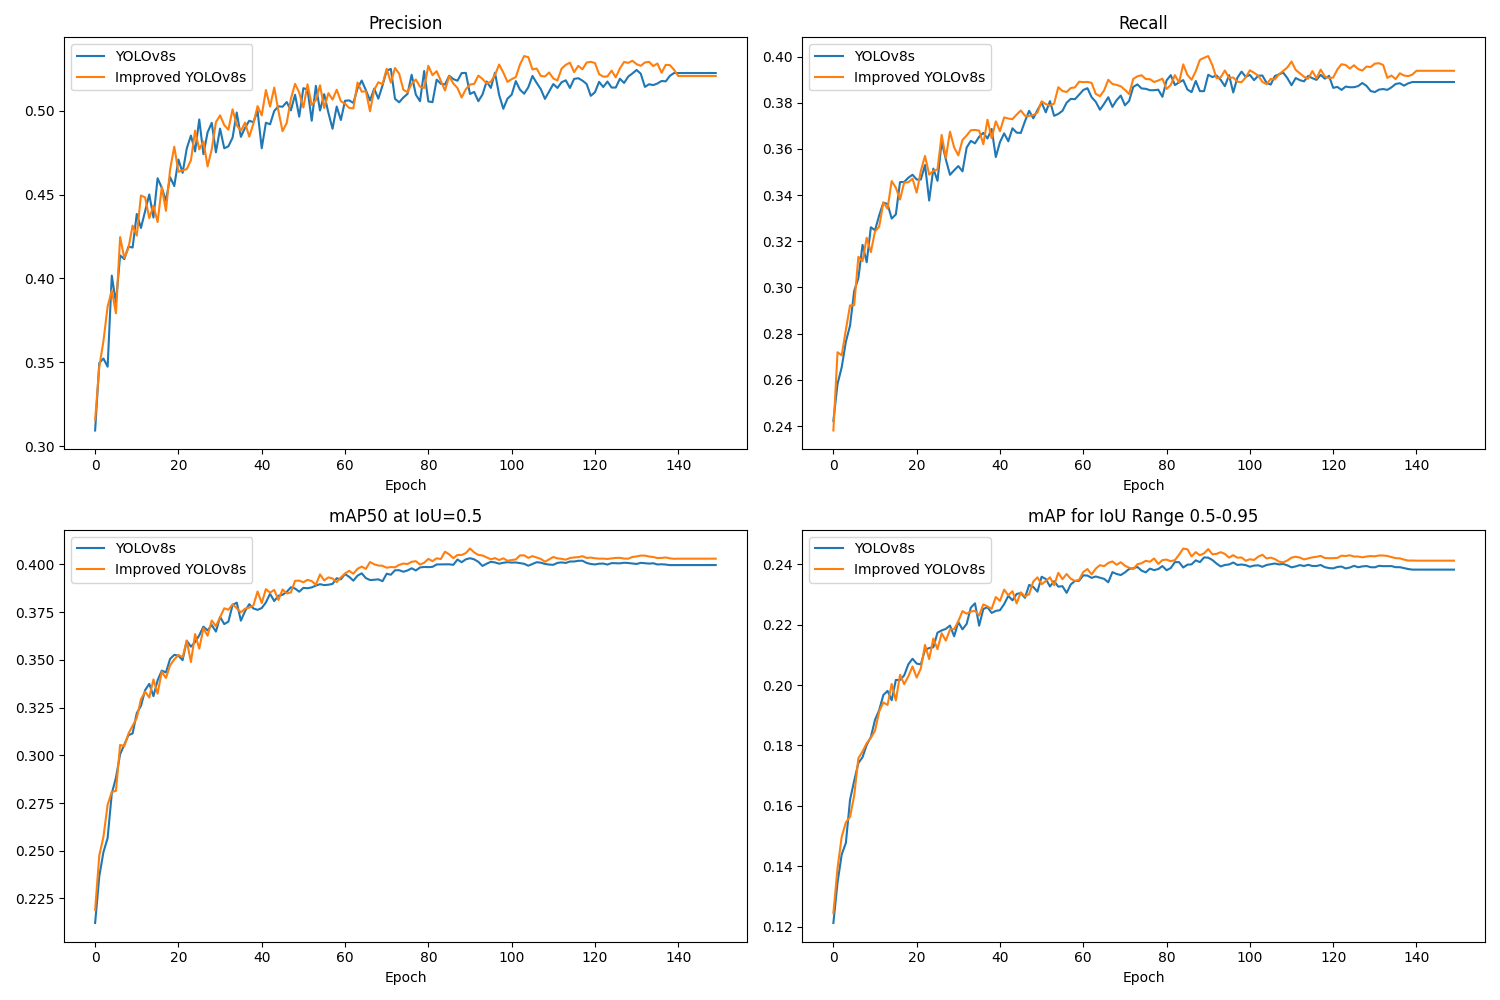 Precision
YOLOv8s
Improved YOLOv8s
0.50
0.45
0.40
0.35
0.30
0 20 40 60 80 100 120 140
Epoch
Recall
YOLOv8s
Improved YOLOv8s
0.40
0.38
0.36
0.34
0.32
0.30
0.28
0.26
0.24
0 20 40 60 80 100 120 140
Epoch
mAP50 at IoU=0.5
YOLOv8s
Improved YOLOv8s
0.400
0.375
0.350
0.325
0.300
0.275
0.250
0.225
0 20 40 60 80 100 120 140
Epoch
mAP for IoU Range 0.5-0.95
YOLOv8s
Improved YOLOv8s
0.24
0.22
0.20
0.18
0.16
0.14
0.12
0 20 40 60 80 100 120 140
Epoch